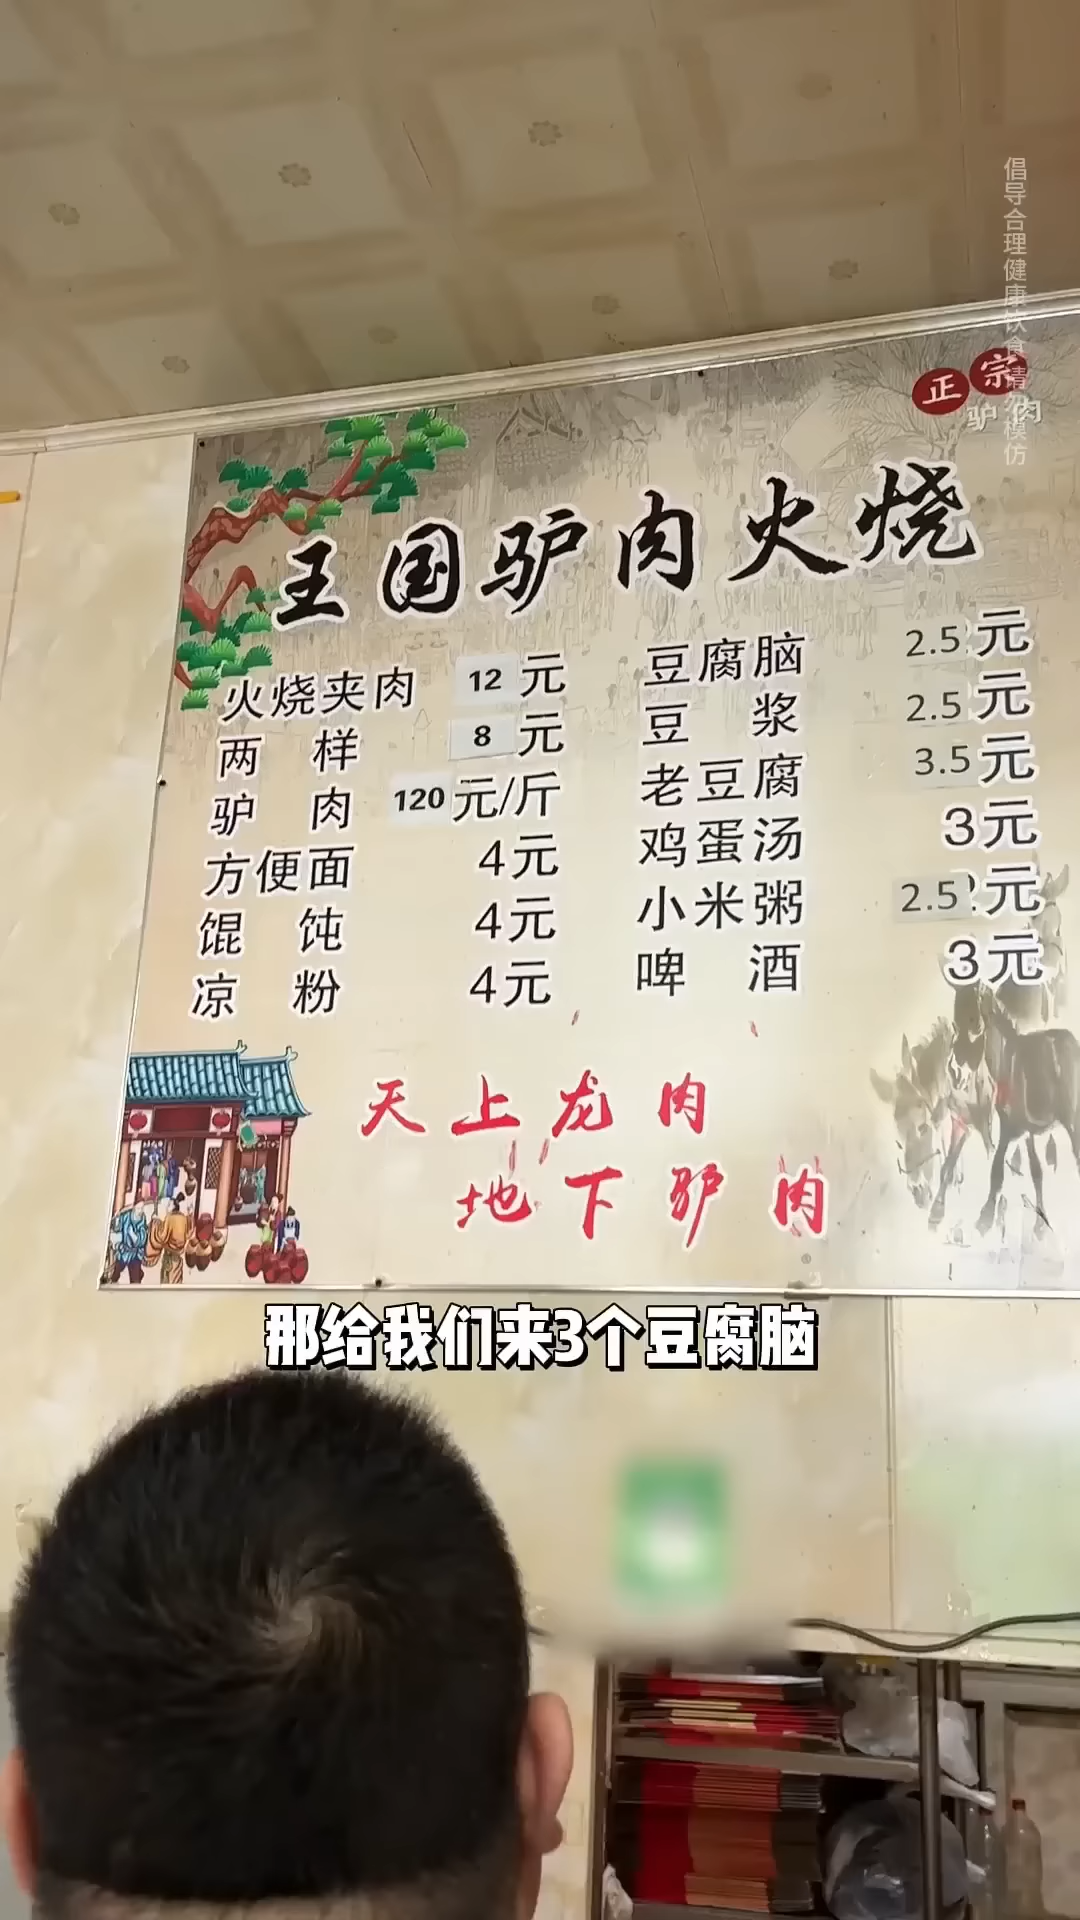 倡导合理健康饮食 请勿模仿
正宗
驴肉
王国驴肉火烧
火烧夹肉 12元
两样 8元
驴肉 120元/斤
方便面 4元
馄饨 4元
凉粉 4元
豆腐脑 2.5元
豆浆 2.5元
老豆腐 3.5元
鸡蛋汤 3元
小米粥 2.5元
啤酒 3元
天上龙肉
地下驴肉
那给我们来3个豆腐脑